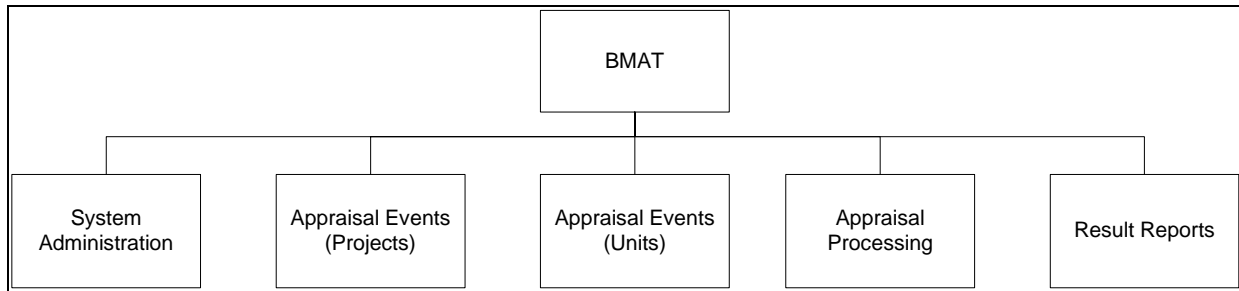 BMAT
System
Administration
Appraisal Events
(Projects)
Appraisal Events
(Units)
Appraisal
Processing
Result Reports